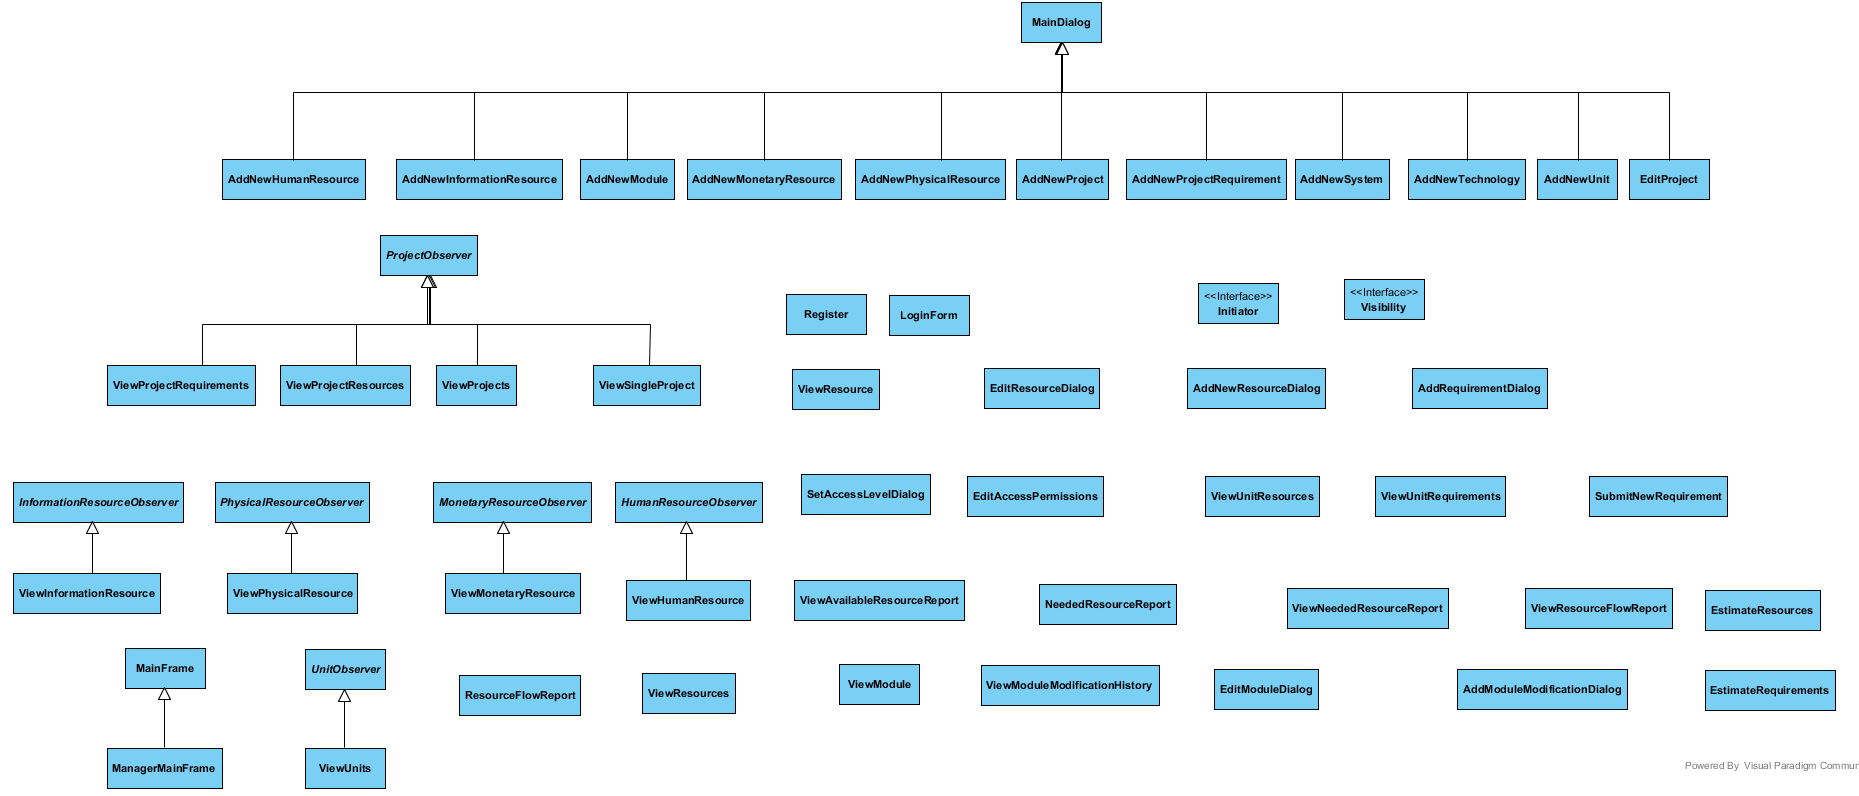 MainDialog
AddNewHumanResource
AddNewInformationResource
AddNewModule
AddNewMonetaryResource
AddNewPhysicalResource
AddNewProject
AddNewProjectRequirement
AddNewSystem
AddNewTechnology
AddNewUnit
EditProject
ProjectObserver
Register
LoginForm
<<Interface>>
Initiator
<<Interface>>
Visibility
ViewProjectRequirements
ViewProjectResources
ViewProjects
ViewSingleProject
ViewResource
EditResourceDialog
AddNewResourceDialog
AddRequirementDialog
InformationResourceObserver
PhysicalResourceObserver
MonetaryResourceObserver
HumanResourceObserver
SetAccessLevelDialog
EditAccessPermissions
ViewUnitResources
ViewUnitRequirements
SubmitNewRequirement
ViewInformationResource
ViewPhysicalResource
ViewMonetaryResource
ViewHumanResource
ViewAvailableResourceReport
NeededResourceReport
ViewNeededResourceReport
ViewResourceFlowReport
EstimateResources
MainFrame
UnitObserver
ResourceFlowReport
ViewResources
ViewModule
ViewModuleModificationHistory
EditModuleDialog
AddModuleModificationDialog
EstimateRequirements
ManagerMainFrame
ViewUnits
Powered By Visual Paradigm Commur